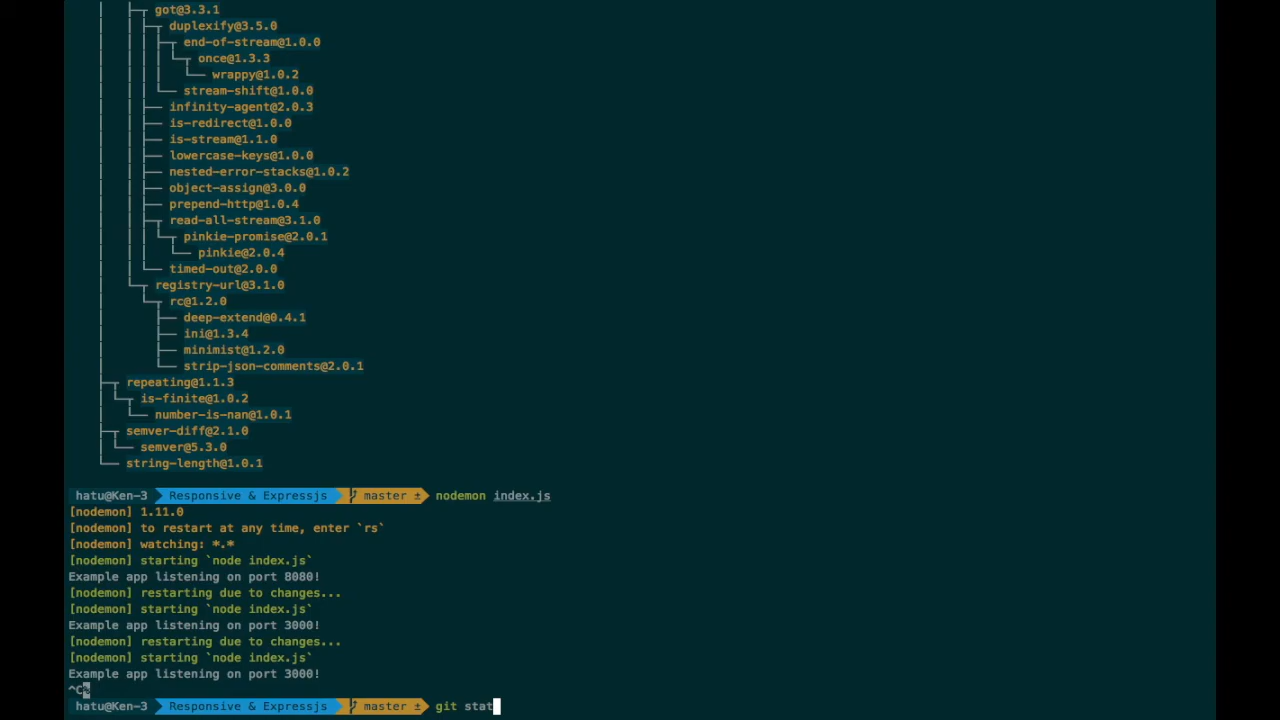 │   │ ├─┬ got@3.3.1
│   │ │ ├─┬ duplexify@3.5.0
│   │ │ │ ├─┬ end-of-stream@1.0.0
│   │ │ │ │ └─┬ once@1.3.3
│   │ │ │ │   └── wrappy@1.0.2
│   │ │ │ └── stream-shift@1.0.0
│   │ │ ├── infinity-agent@2.0.3
│   │ │ ├── is-redirect@1.0.0
│   │ │ ├── is-stream@1.1.0
│   │ │ ├── lowercase-keys@1.0.0
│   │ │ ├── nested-error-stacks@1.0.2
│   │ │ ├── object-assign@3.0.0
│   │ │ ├── prepend-http@1.0.4
│   │ │ ├─┬ read-all-stream@3.1.0
│   │ │ │ └─┬ pinkie-promise@2.0.1
│   │ │ │   └── pinkie@2.0.4
│   │ │ └── timed-out@2.0.0
│   │ └─┬ registry-url@3.1.0
│   │   └─┬ rc@1.2.0
│   │     ├── deep-extend@0.4.1
│   │     ├── ini@1.3.4
│   │     ├── minimist@1.2.0
│   │     └── strip-json-comments@2.0.1
├─┬ repeating@1.1.3
│ └─┬ is-finite@1.0.2
│   └── number-is-nan@1.0.1
├─┬ semver-diff@2.1.0
│ └── semver@5.3.0
└── string-length@1.0.1
hatu@Ken-3 Responsive & Expressjs master ± nodemon index.js
[nodemon] 1.11.0
[nodemon] to restart at any time, enter `rs`
[nodemon] watching: *.*
[nodemon] starting `node index.js`
Example app listening on port 8080!
[nodemon] restarting due to changes...
[nodemon] starting `node index.js`
Example app listening on port 3000!
[nodemon] restarting due to changes...
[nodemon] starting `node index.js`
Example app listening on port 3000!
^C%
hatu@Ken-3 Responsive & Expressjs master ± git stat